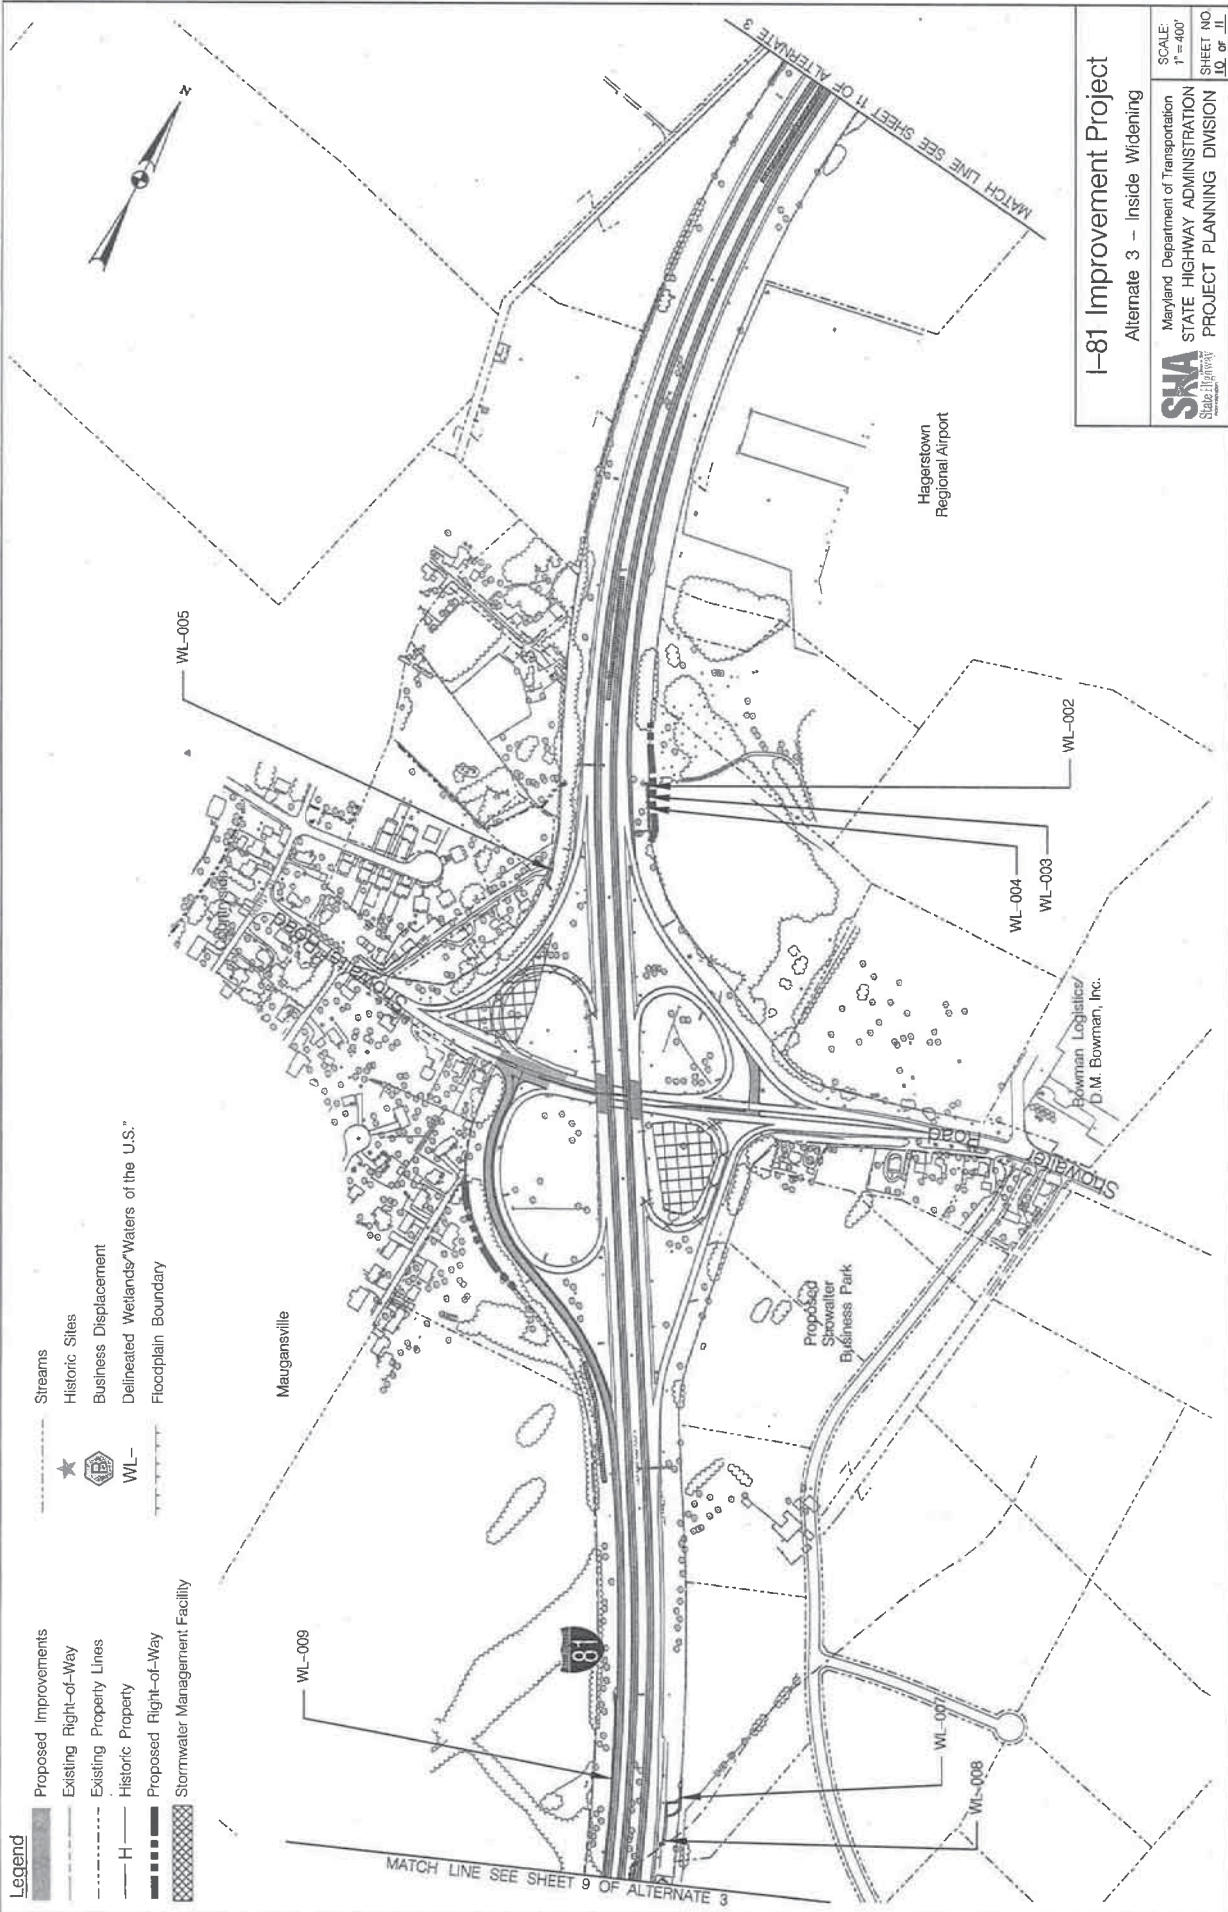 Legend
Proposed Improvements
Existing Right-of-Way
Existing Property Lines
H
Historic Property
Proposed Right-of-Way
Stormwater Management Facility
Streams
Historic Sites
B
Business Displacement
WL-
Delineated Wetlands/"Waters of the U.S."
Floodplain Boundary
N
WL-009
81
Maugansville
WL-005
Showalter Road
MATCH LINE SEE SHEET 9 OF ALTERNATE 3
WL-008
WL-007
Proposed
Showalter
Business Park
Showalter
Road
Bowman Logistics/
D.M. Bowman, Inc.
WL-004
WL-003
WL-002
Hagerstown
Regional Airport
MATCH LINE SEE SHEET 11 OF ALTERNATE 3
I-81 Improvement Project
Alternate 3 - Inside Widening
SHA
State Highway
Maryland Department of Transportation
STATE HIGHWAY ADMINISTRATION
PROJECT PLANNING DIVISION
SCALE:
1" = 400'
SHEET NO.
10 OF 11